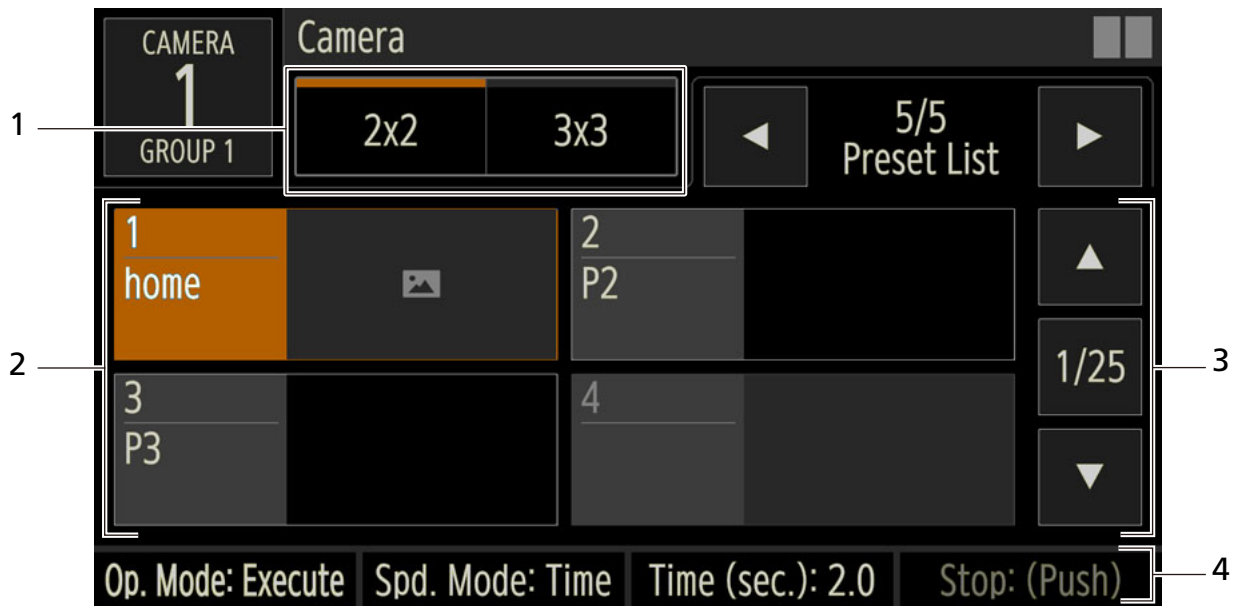 CAMERA
1
GROUP 1
Camera
1
2x2
3x3
◀
5/5
Preset List
▶
2
1
home
2
P2
▲
3
P3
4
1/25
3
▼
Op. Mode: Execute
Spd. Mode: Time
Time (sec.): 2.0
Stop: (Push)
4